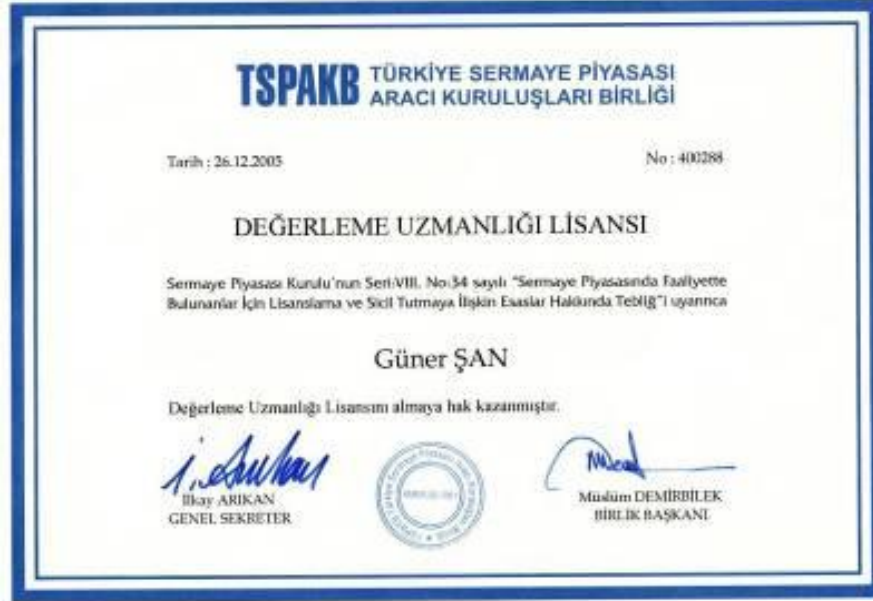 TSPAKB TÜRKİYE SERMAYE PİYASASI
ARACI KURULUŞLARI BİRLİĞİ
Tarih : 26.12.2005
No : 400288
DEĞERLEME UZMANLIĞI LİSANSI
Sermaye Piyasası Kurulu'nun Seri:VIII, No:34 sayılı "Sermaye Piyasasında Faaliyette
Bulunanlar İçin Lisanslama ve Sicil Tutmaya İlişkin Esaslar Hakkında Tebliğ"i uyarınca
Güner ŞAN
Değerleme Uzmanlığı Lisansını almaya hak kazanmıştır.
İlkay ARIKAN
GENEL SEKRETER
Müslüm DEMİRBİLEK
BİRLİK BAŞKANI